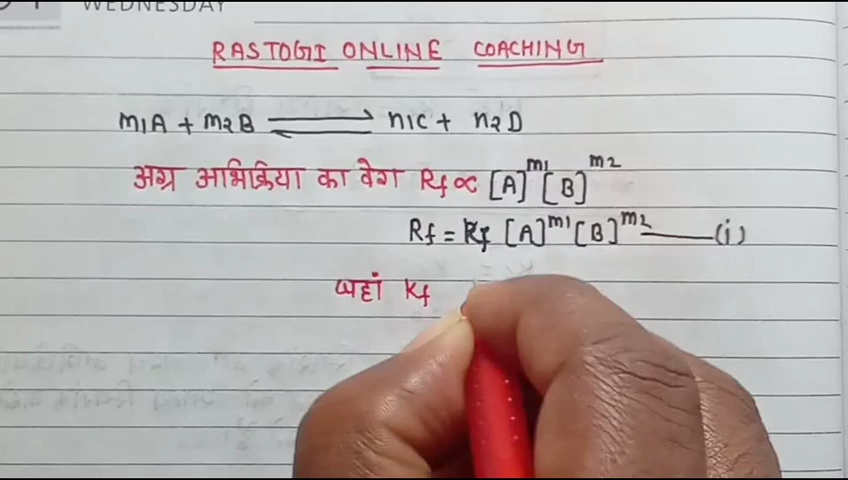 WEDNESDAY
RASTOGI ONLINE COACHING
m1A + m2B ⇌ n1C + n2D
अग्र अभिक्रिया का वेग Rf ∝ [A]^m1 [B]^m2
Rf = Kf [A]^m1 [B]^m2 ——— (i)
जहां Kf